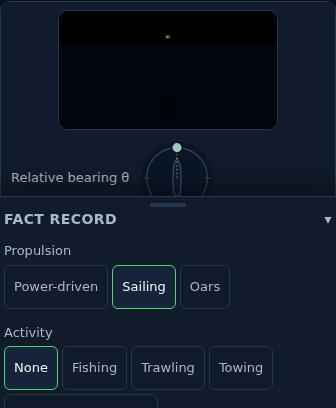 Relative bearing θ
FACT RECORD ▼
Propulsion
Power-driven Sailing Oars
Activity
None Fishing Trawling Towing